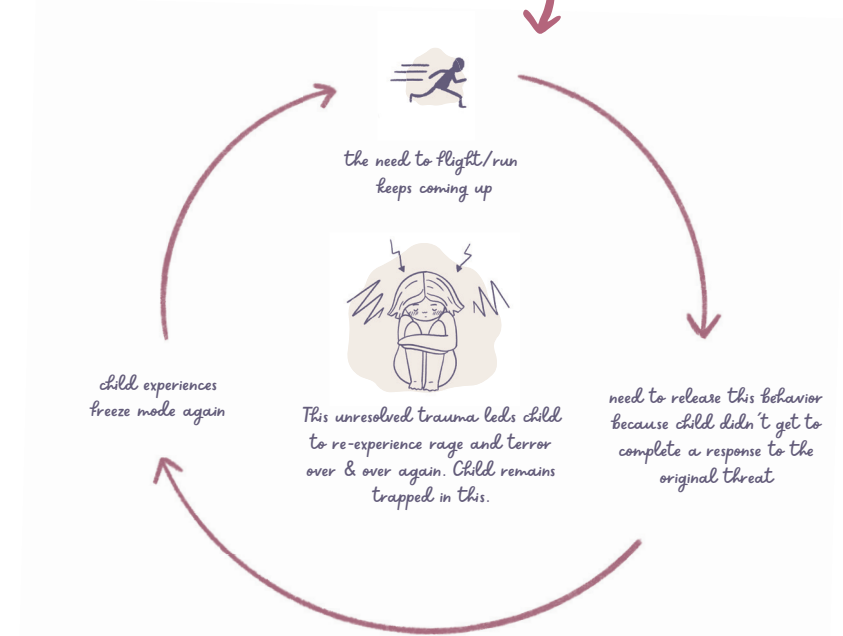 the need to flight/run
keeps coming up
child experiences
freeze mode again
This unresolved trauma leds child
to re-experience rage and terror
over & over again. Child remains
trapped in this.
need to release this behavior
because child didn't get to
complete a response to the
original threat